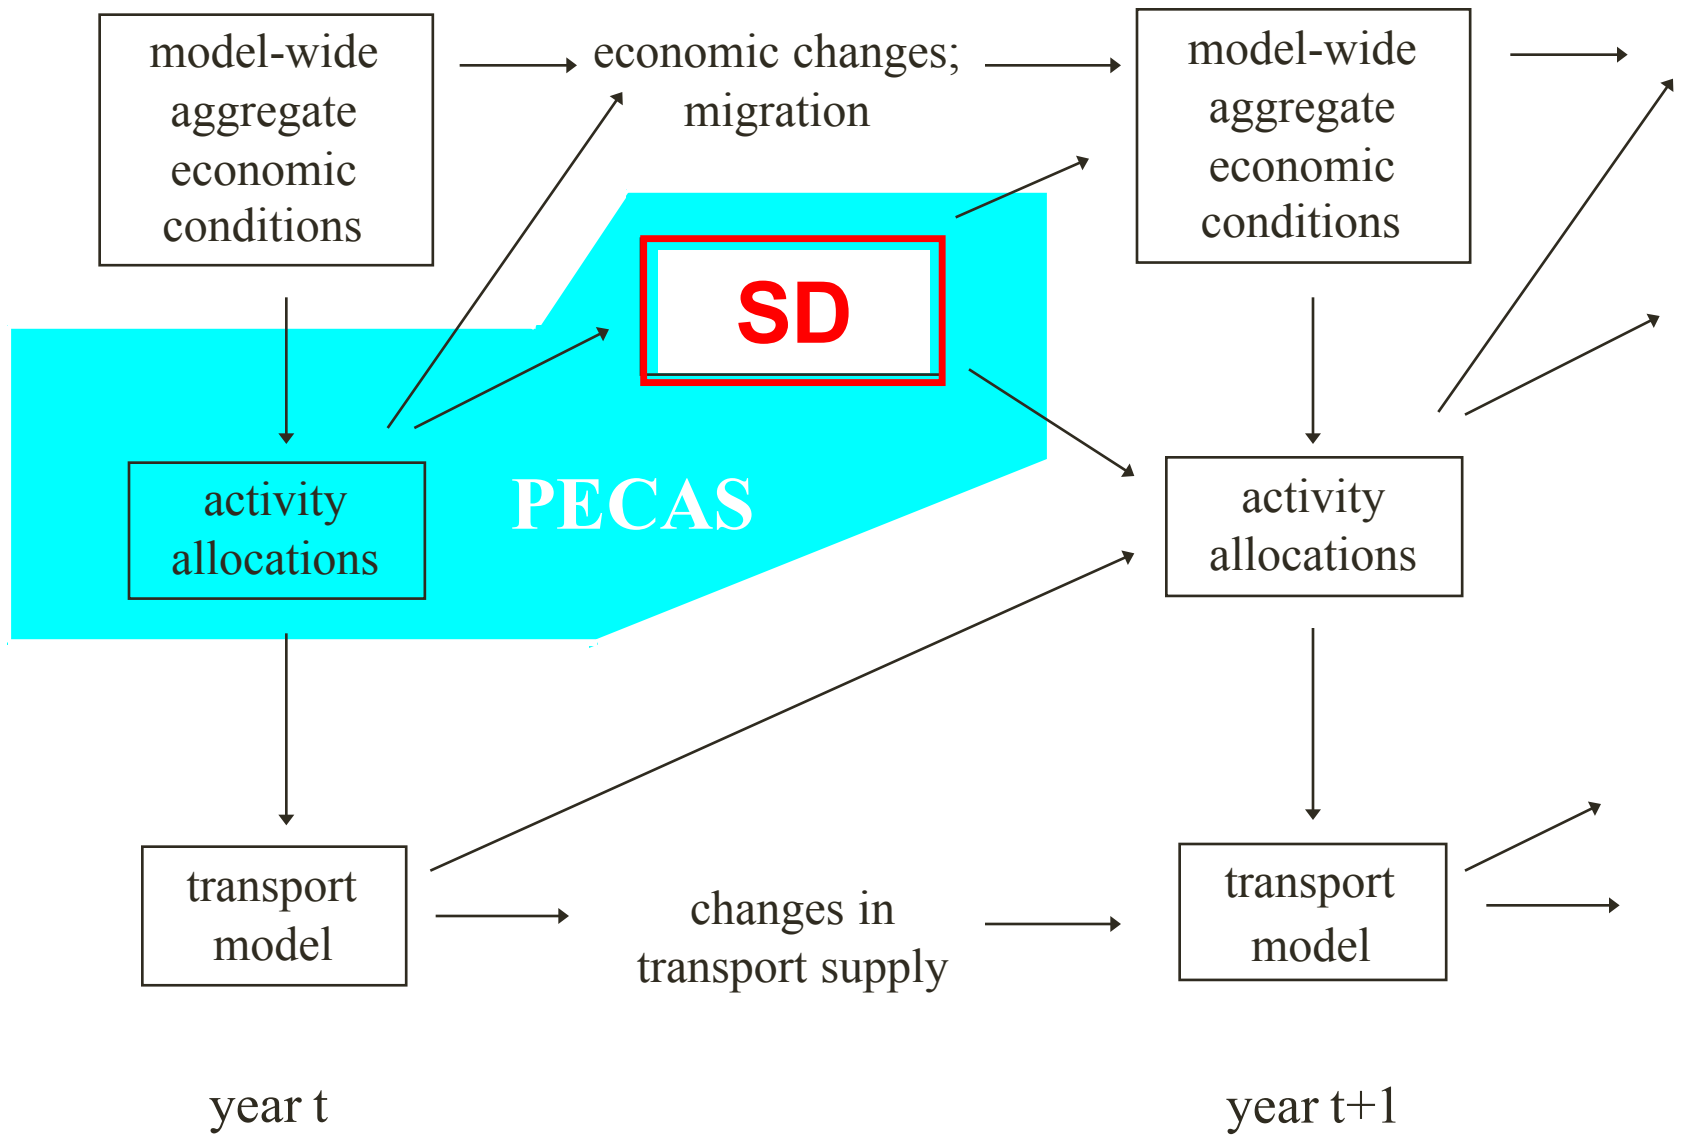 model-wide
aggregate
economic
conditions
economic changes;
migration
model-wide
aggregate
economic
conditions
SD
activity
allocations
PECAS
activity
allocations
transport
model
changes in
transport supply
transport
model
year t
year t+1